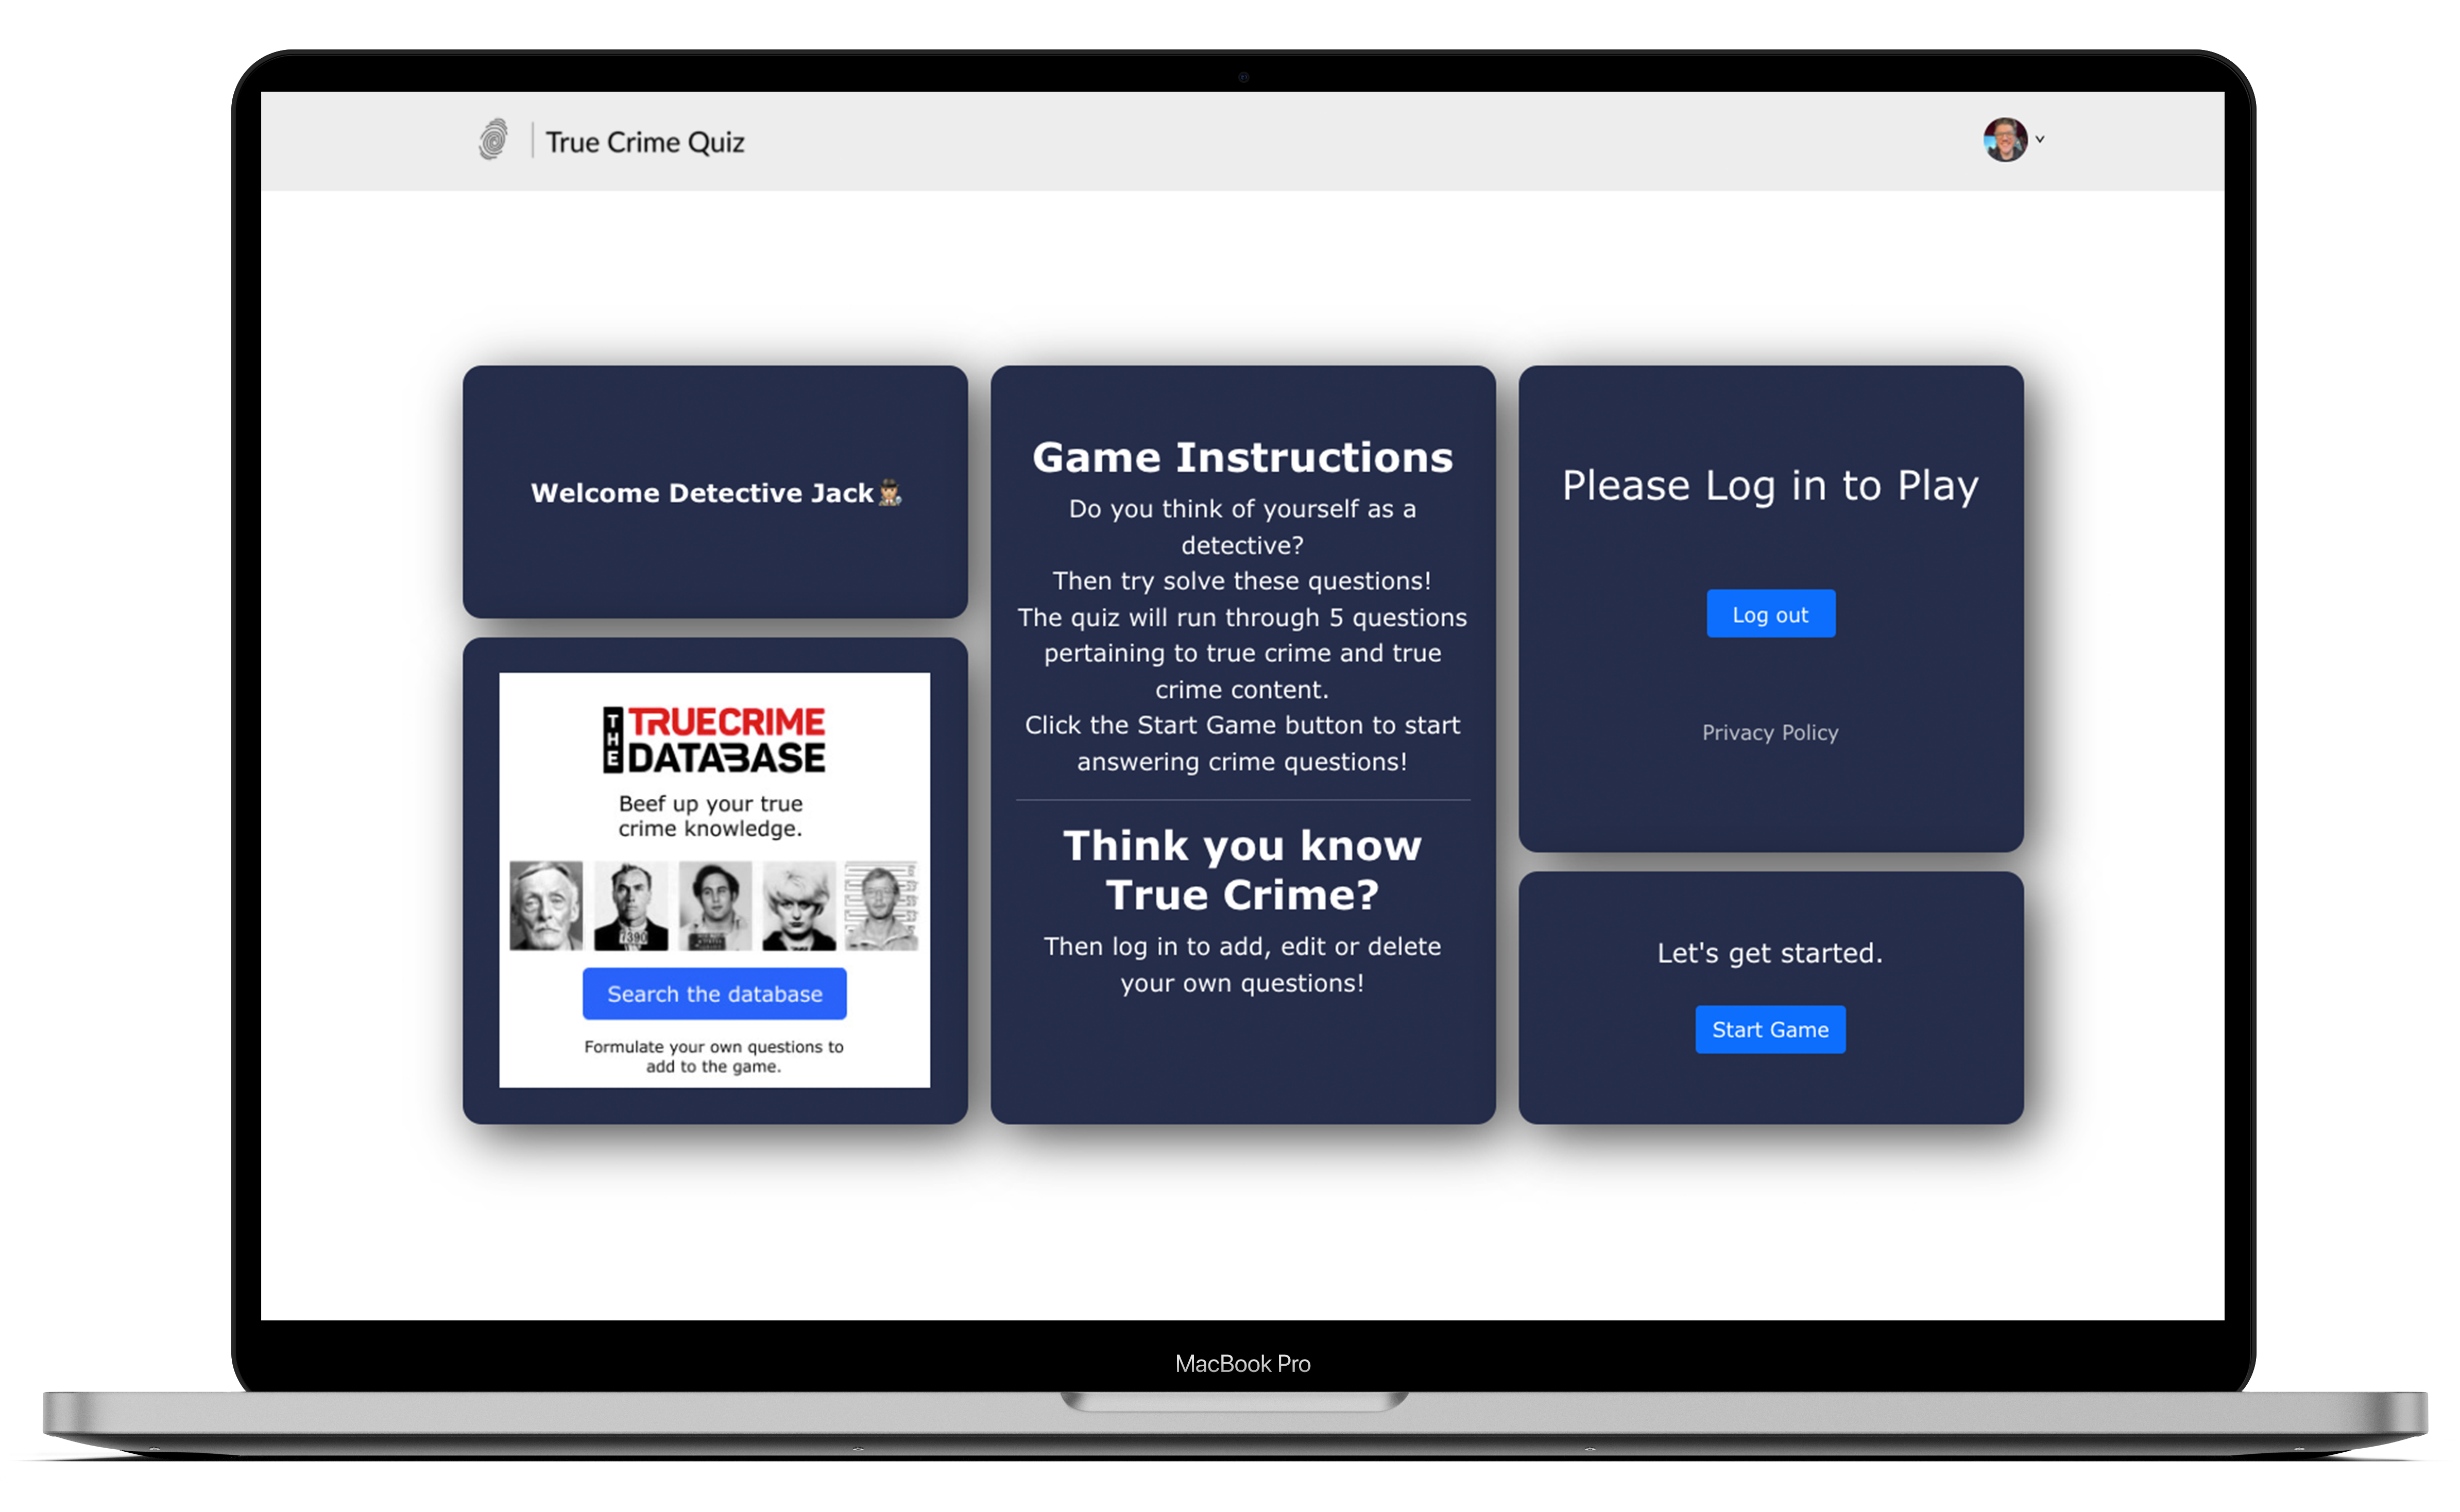 True Crime Quiz
Welcome Detective Jack
THE
TRUECRIME
DATABASE
Beef up your true
crime knowledge.
7390
Search the database
Formulate your own questions to
add to the game.
Game Instructions
Do you think of yourself as a
detective?
Then try solve these questions!
The quiz will run through 5 questions
pertaining to true crime and true
crime content.
Click the Start Game button to start
answering crime questions!
Think you know
True Crime?
Then log in to add, edit or delete
your own questions!
Please Log in to Play
Log out
Privacy Policy
Let's get started.
Start Game
MacBook Pro